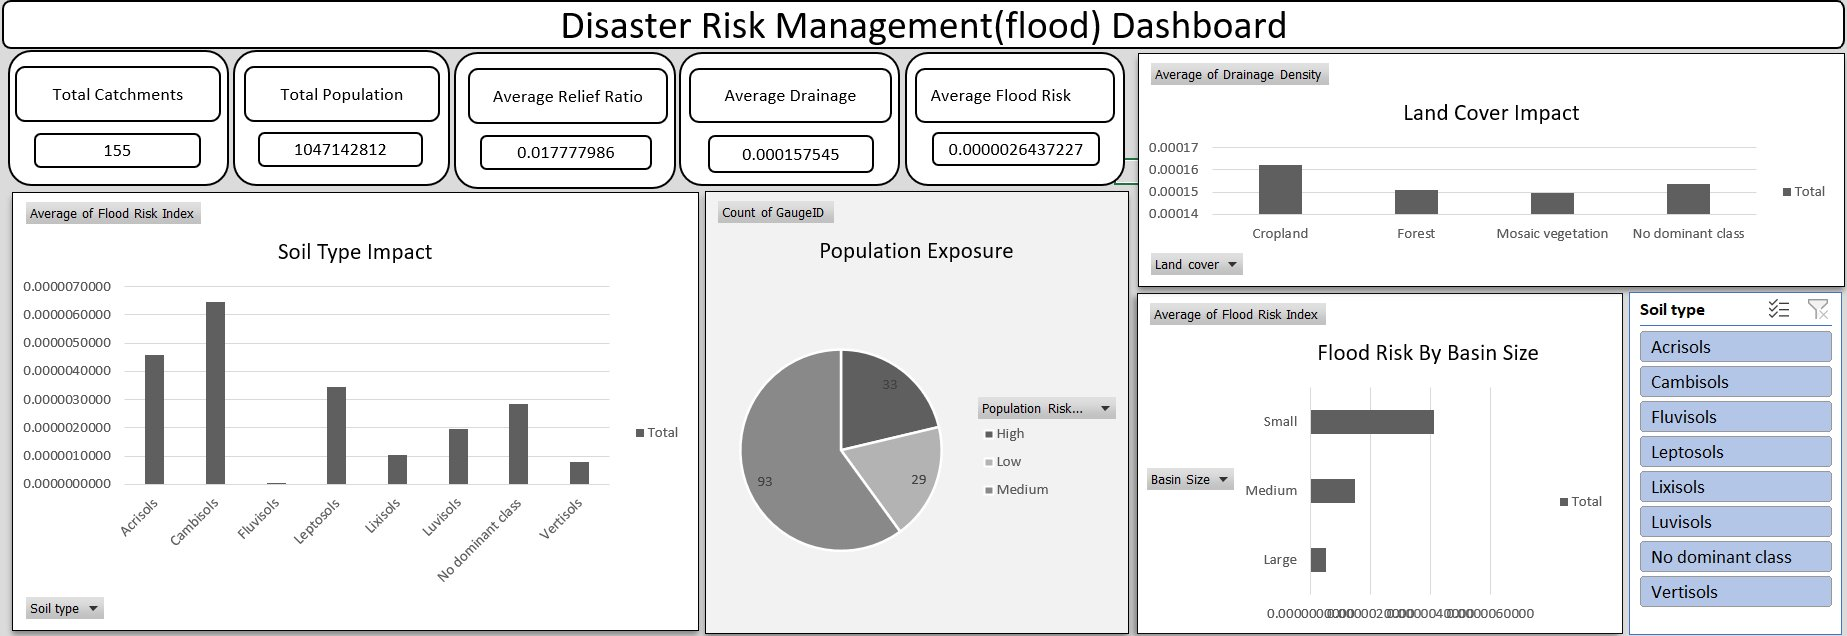 Disaster Risk Management(flood) Dashboard
Total Catchments
155
Total Population
1047142812
Average Relief Ratio
0.017777986
Average Drainage
0.000157545
Average Flood Risk
0.0000026437227
Average of Drainage Density
Land Cover Impact
0.00017
0.00016
0.00015
0.00014
Cropland Forest Mosaic vegetation No dominant class
Total
Land cover
Average of Flood Risk Index
Soil Type Impact
0.0000070000
0.0000060000
0.0000050000
0.0000040000
0.0000030000
0.0000020000
0.0000010000
0.0000000000
Acrisols Cambisols Fluvisols Leptosols Lixisols Luvisols No dominant class Vertisols
Total
Soil type
Count of GaugeID
Population Exposure
33
29
93
Population Risk...
High
Low
Medium
Average of Flood Risk Index
Flood Risk By Basin Size
Small
Medium
Large
Basin Size
Total
Soil type
Acrisols
Cambisols
Fluvisols
Leptosols
Lixisols
Luvisols
No dominant class
Vertisols